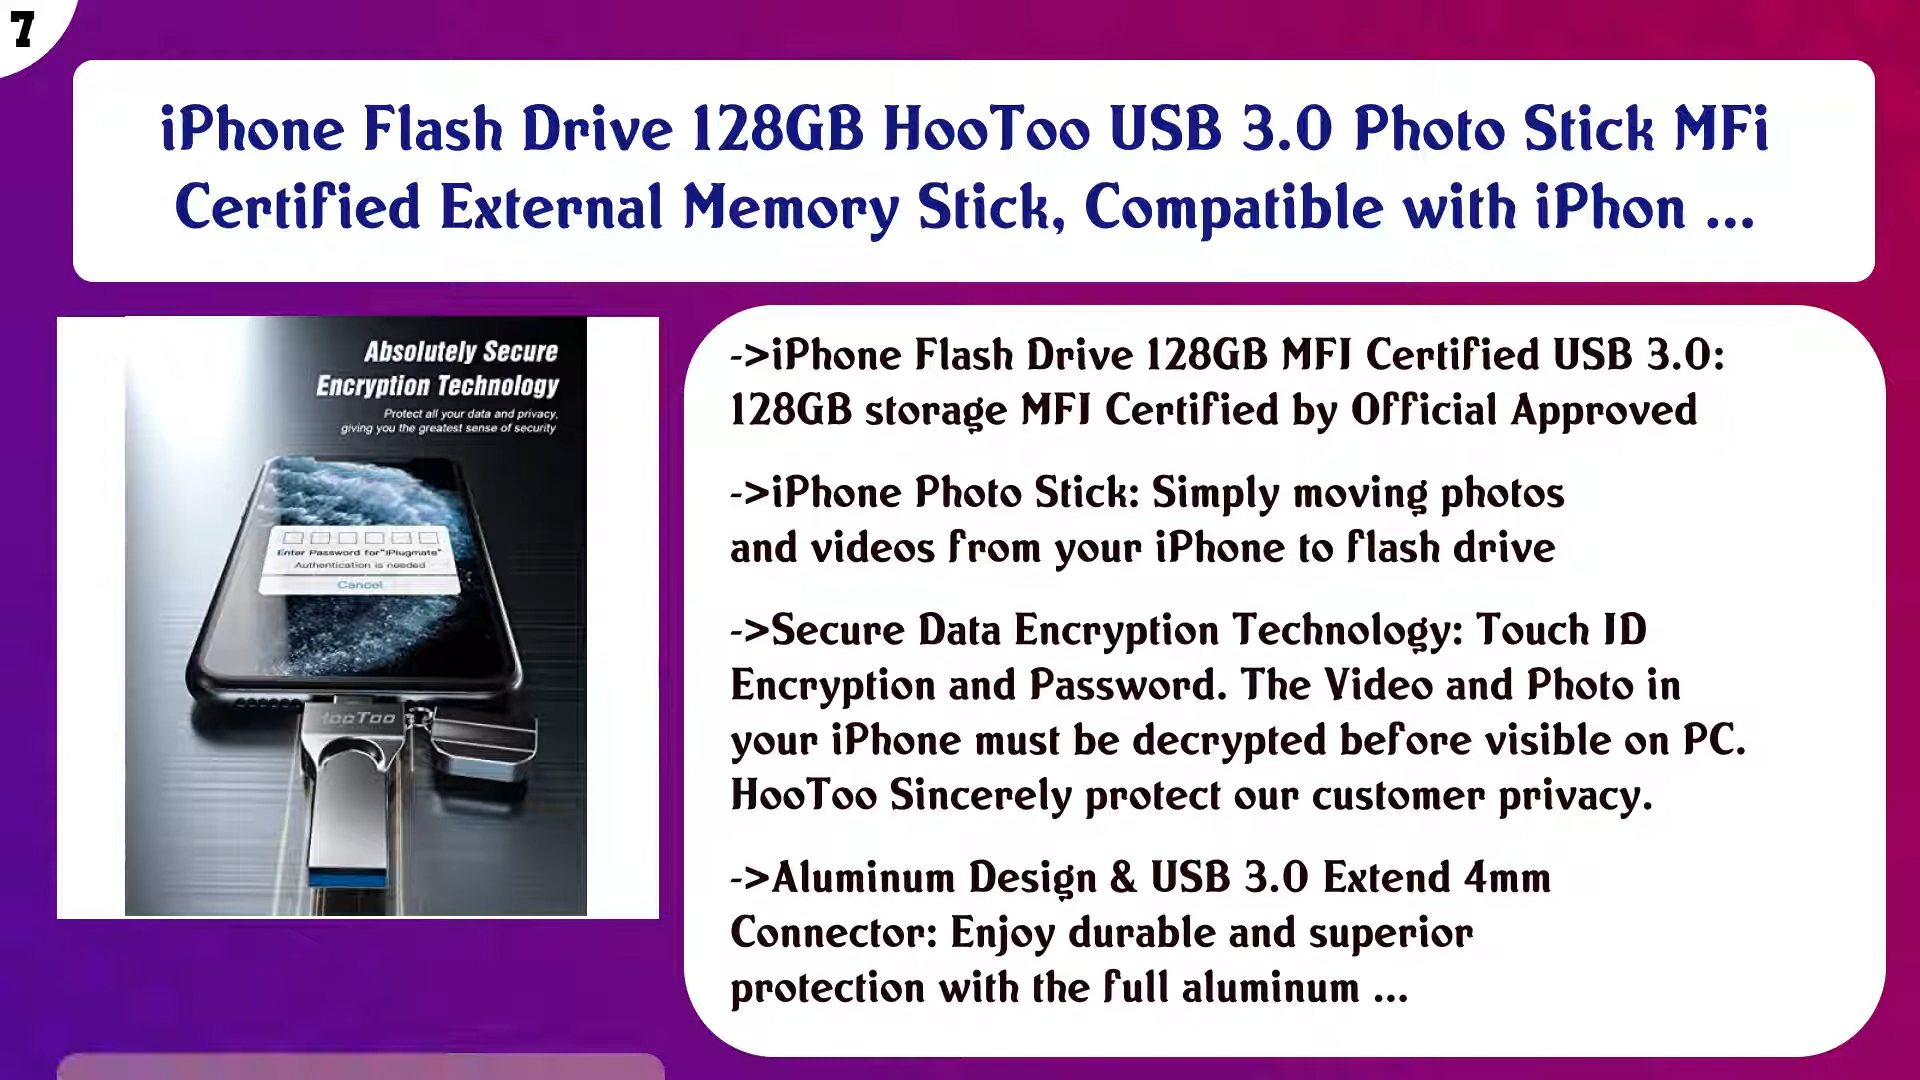 7
iPhone Flash Drive 128GB HooToo USB 3.0 Photo Stick MFi
Certified External Memory Stick, Compatible with iPhon ...
Absolutely Secure
Encryption Technology
Protect all your data and privacy,
giving you the greatest sense of security
Enter Password for"iPlugmate"
Authentication is needed
Cancel
HooToo
->iPhone Flash Drive 128GB MFI Certified USB 3.0:
128GB storage MFI Certified by Official Approved
->iPhone Photo Stick: Simply moving photos
and videos from your iPhone to flash drive
->Secure Data Encryption Technology: Touch ID
Encryption and Password. The Video and Photo in
your iPhone must be decrypted before visible on PC.
HooToo Sincerely protect our customer privacy.
->Aluminum Design & USB 3.0 Extend 4mm
Connector: Enjoy durable and superior
protection with the full aluminum ...